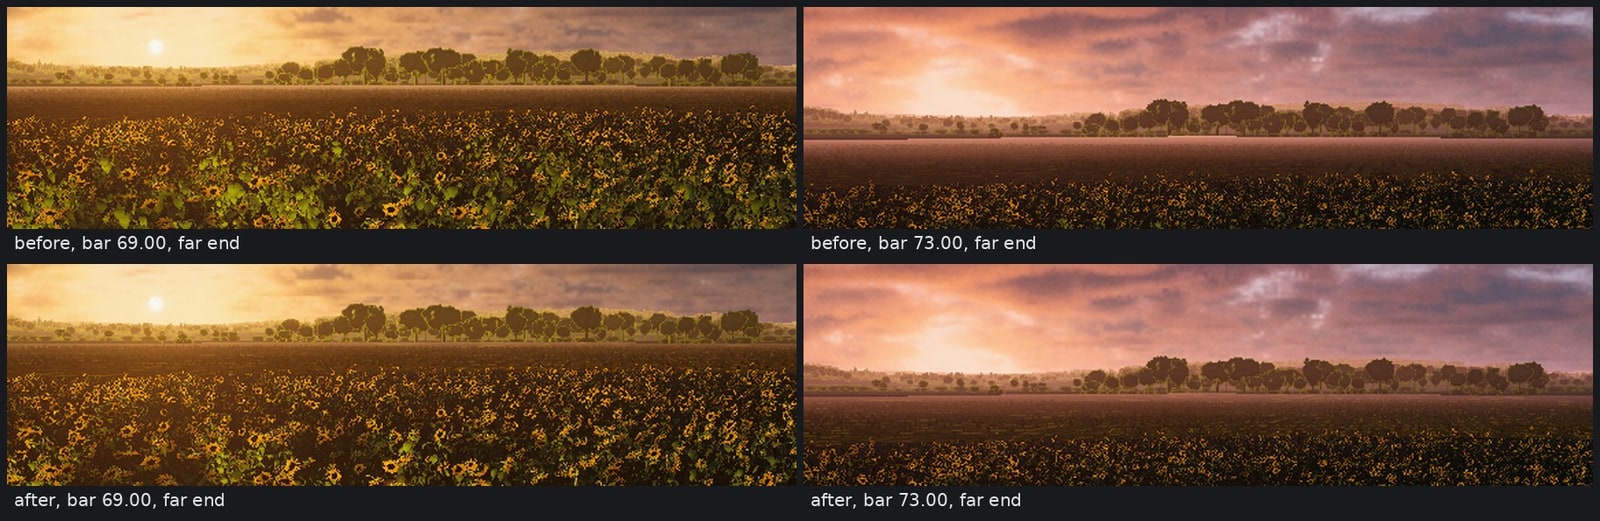 before, bar 69.00, far end
before, bar 73.00, far end
after, bar 69.00, far end
after, bar 73.00, far end